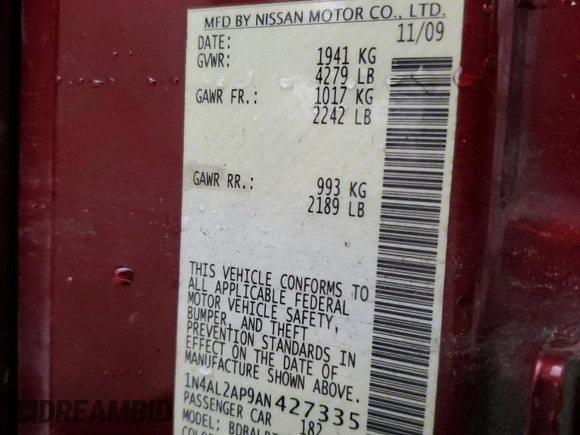 MFD BY NISSAN MOTOR CO., LTD.
DATE: 11/09
GVWR: 1941 KG
4279 LB
GAWR FR.: 1017 KG
2242 LB
GAWR RR.: 993 KG
2189 LB
THIS VEHICLE CONFORMS TO
ALL APPLICABLE FEDERAL
MOTOR VEHICLE SAFETY,
BUMPER, AND THEFT
PREVENTION STANDARDS IN
EFFECT ON THE DATE OF
MANUFACTURE SHOWN ABOVE.
1N4AL2AP9AN427335
PASSENGER CAR 182
MODEL:
DREAMBID